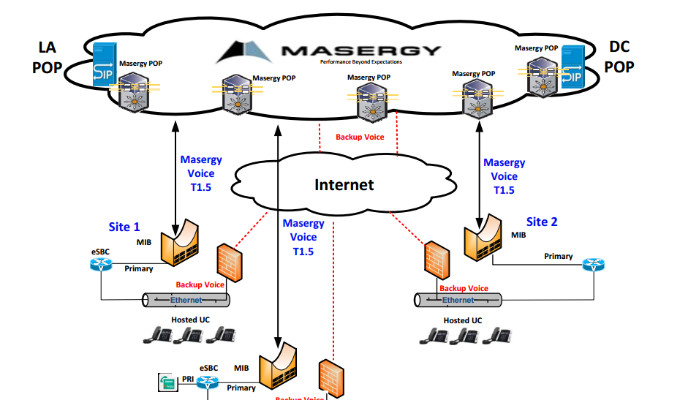 LA
POP
MASERGY
Performance Beyond Expectations
DC
POP
SIP
Masergy POP
Masergy POP
Masergy POP
Masergy POP
Masergy POP
SIP
Backup Voice
Masergy
Voice
T1.5
Internet
Masergy
Voice
T1.5
Masergy
Voice
T1.5
Site 1
MIB
eSBC
Primary
Backup Voice
Ethernet
Hosted UC
Site 2
MIB
Primary
Backup Voice
Ethernet
Hosted UC
PRI
eSBC
MIB
Primary
Backup Voice